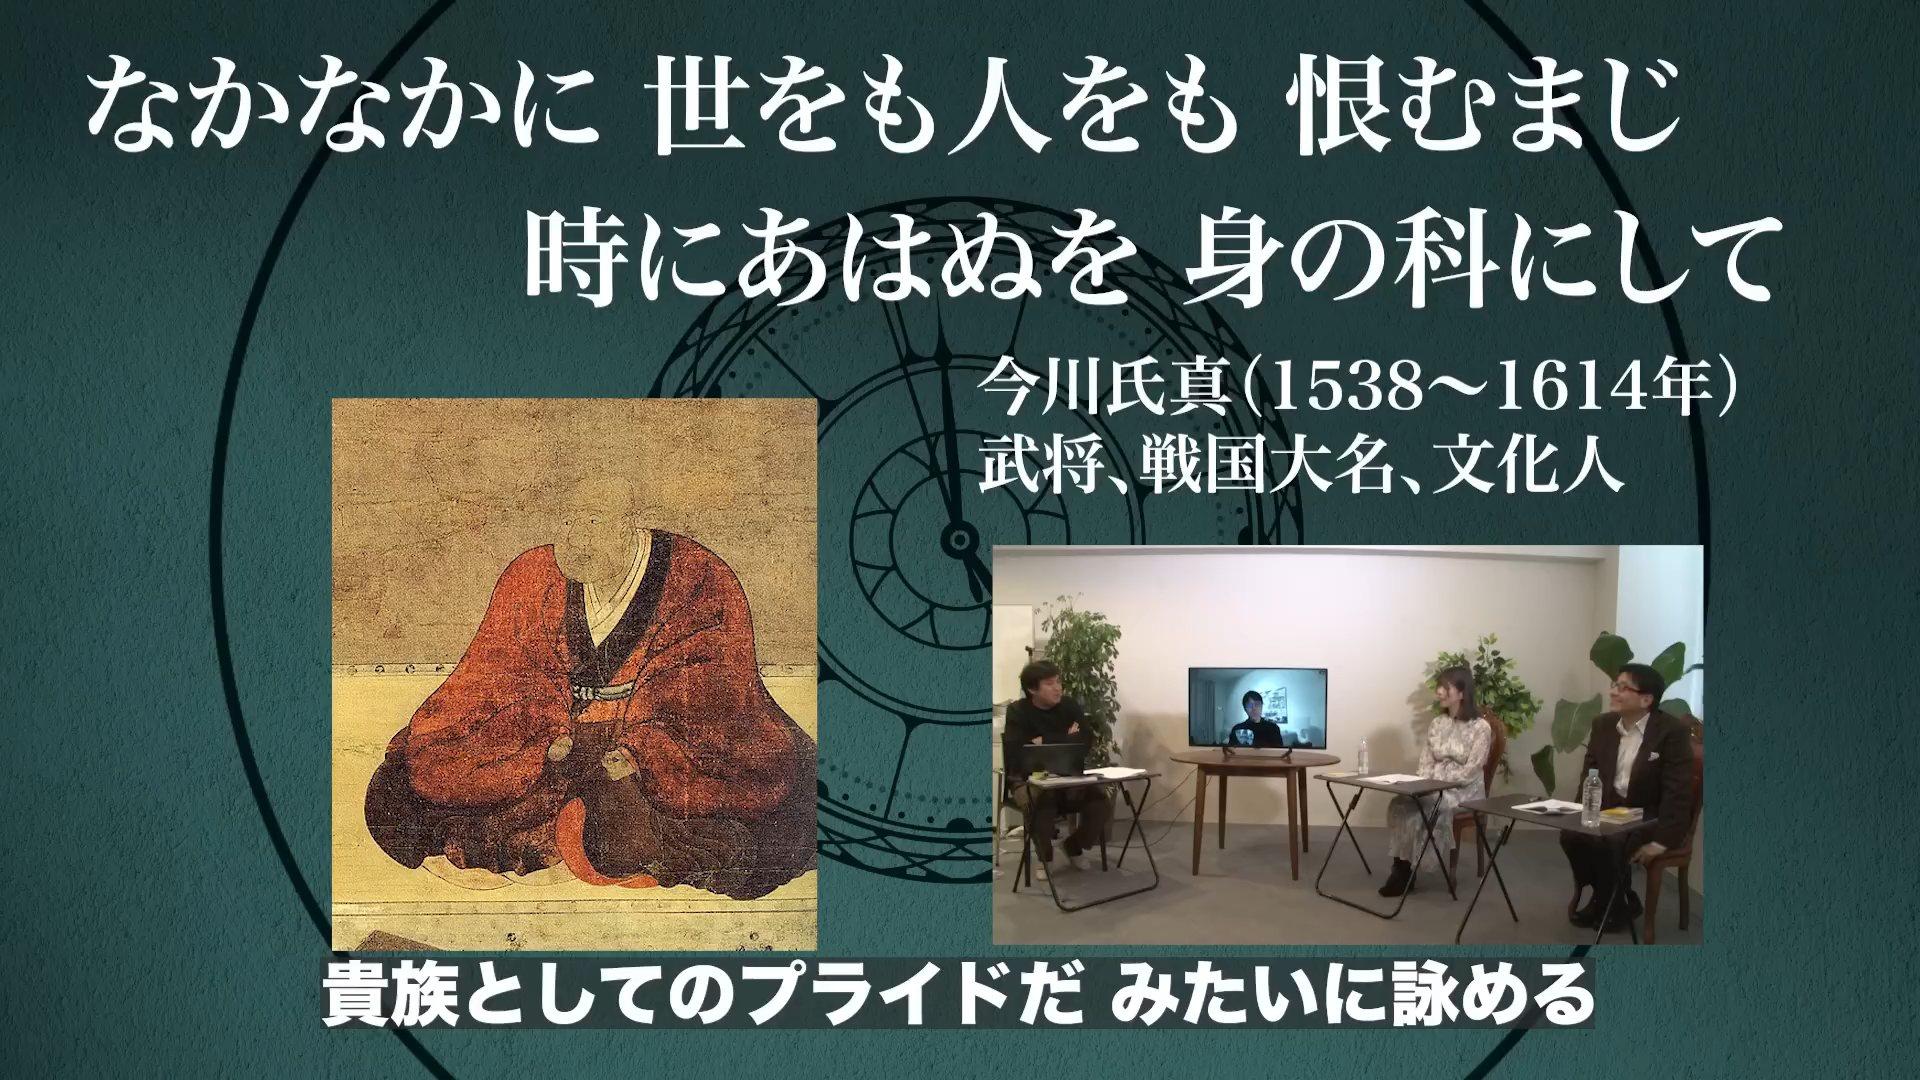 なかなかに 世をも人をも 恨むまじ
時にあはぬを 身の科にして
今川氏真(1538〜1614年)
武将、戦国大名、文化人
貴族としてのプライドだ みたいに詠める